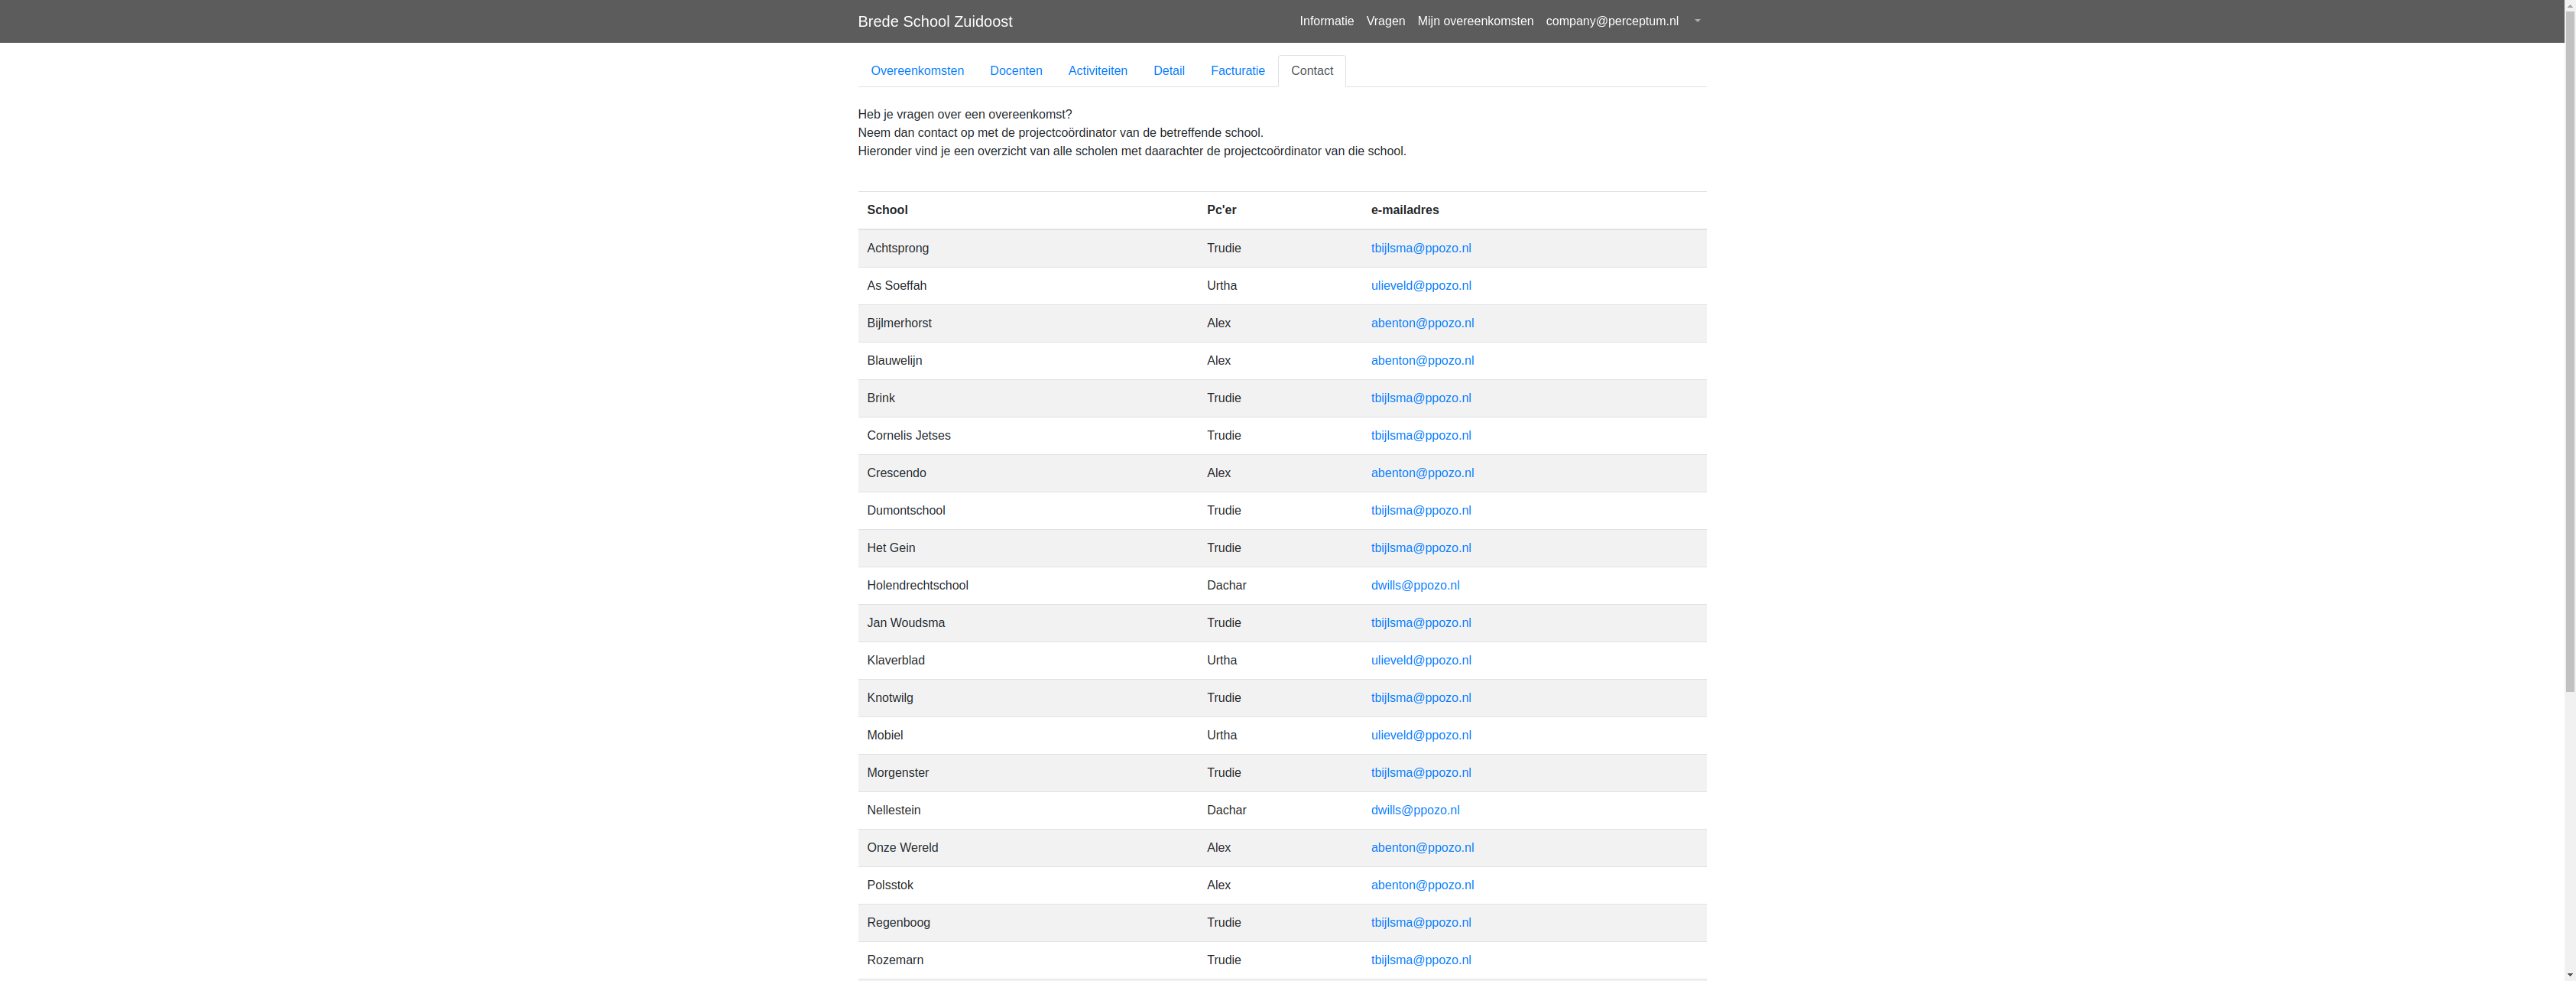 Brede School Zuidoost Informatie Vragen Mijn overeenkomsten company@perceptum.nl
Overeenkomsten Docenten Activiteiten Detail Facturatie Contact
Heb je vragen over een overeenkomst?
Neem dan contact op met de projectcoördinator van de betreffende school.
Hieronder vind je een overzicht van alle scholen met daarachter de projectcoördinator van die school.
School Pc'er e-mailadres
Achtsprong Trudie tbijlsma@ppozo.nl
As Soeffah Urtha ulieveld@ppozo.nl
Bijlmerhorst Alex abenton@ppozo.nl
Blauwelijn Alex abenton@ppozo.nl
Brink Trudie tbijlsma@ppozo.nl
Cornelis Jetses Trudie tbijlsma@ppozo.nl
Crescendo Alex abenton@ppozo.nl
Dumontschool Trudie tbijlsma@ppozo.nl
Het Gein Trudie tbijlsma@ppozo.nl
Holendrechtschool Dachar dwills@ppozo.nl
Jan Woudsma Trudie tbijlsma@ppozo.nl
Klaverblad Urtha ulieveld@ppozo.nl
Knotwilg Trudie tbijlsma@ppozo.nl
Mobiel Urtha ulieveld@ppozo.nl
Morgenster Trudie tbijlsma@ppozo.nl
Nellestein Dachar dwills@ppozo.nl
Onze Wereld Alex abenton@ppozo.nl
Polsstok Alex abenton@ppozo.nl
Regenboog Trudie tbijlsma@ppozo.nl
Rozemarn Trudie tbijlsma@ppozo.nl